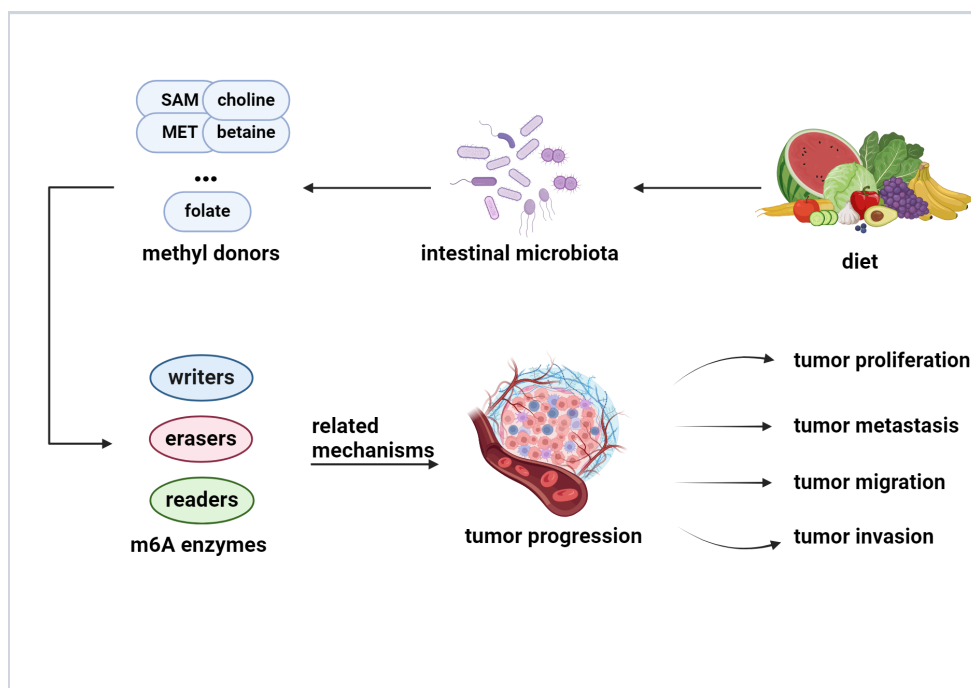 SAM
choline
MET
betaine
...
folate
methyl donors
intestinal microbiota
diet
writers
erasers
readers
m6A enzymes
related
mechanisms
tumor progression
tumor proliferation
tumor metastasis
tumor migration
tumor invasion